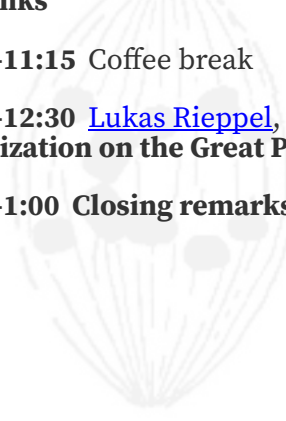 -11:15 Coffee break
-12:30 Lukas Rieppel,
ization on the Great P
-1:00 Closing remarks